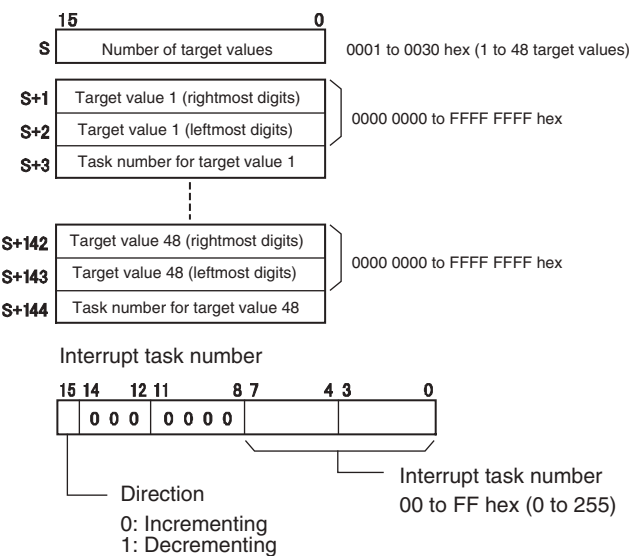 15 0
S Number of target values 0001 to 0030 hex (1 to 48 target values)
S+1 Target value 1 (rightmost digits)
S+2 Target value 1 (leftmost digits)
0000 0000 to FFFF FFFF hex
S+3 Task number for target value 1
S+142 Target value 48 (rightmost digits)
S+143 Target value 48 (leftmost digits)
0000 0000 to FFFF FFFF hex
S+144 Task number for target value 48
Interrupt task number
15 14 12 11 8 7 4 3 0
0 0 0 0 0 0 0
Interrupt task number
00 to FF hex (0 to 255)
Direction
0: Incrementing
1: Decrementing